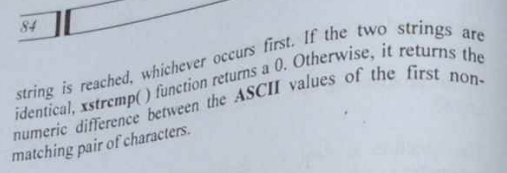 84
string is reached, whichever occurs first. If the two strings are
identical, xstrcmp( ) function returns a 0. Otherwise, it returns the
numeric difference between the ASCII values of the first non-
matching pair of characters.